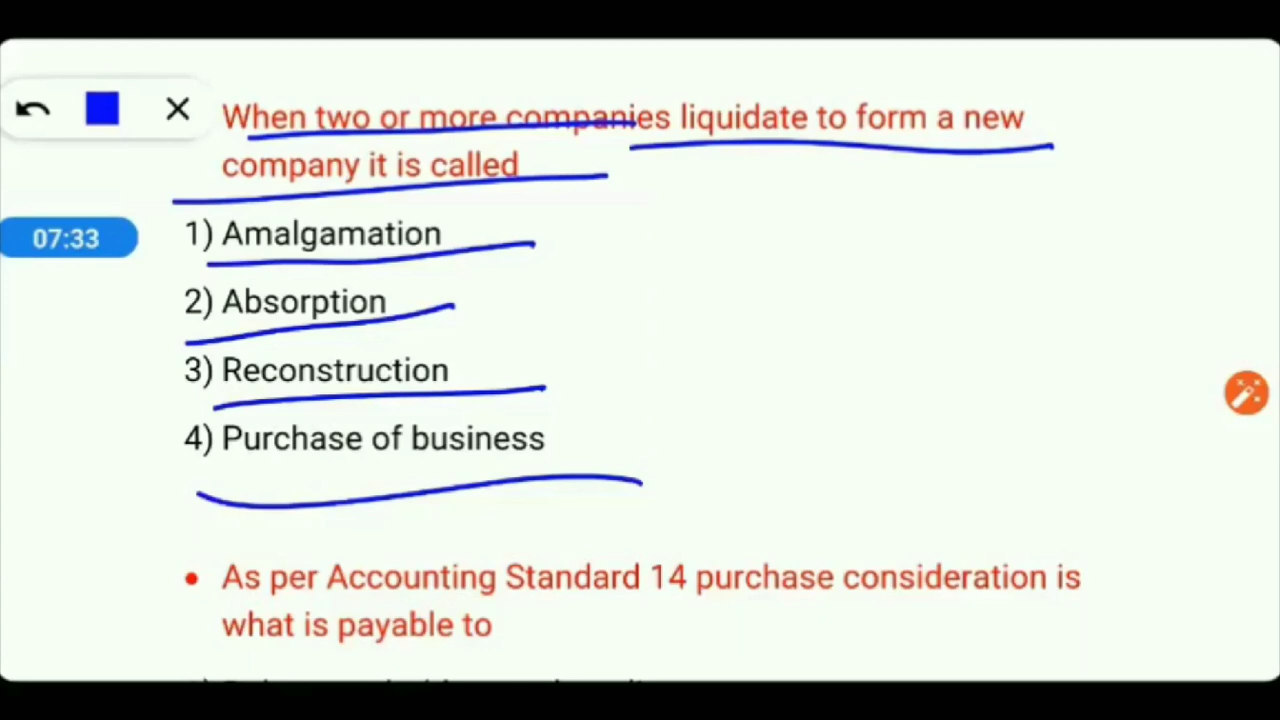 When two or more companies liquidate to form a new
company it is called
07:33
1) Amalgamation
2) Absorption
3) Reconstruction
4) Purchase of business
• As per Accounting Standard 14 purchase consideration is
what is payable to